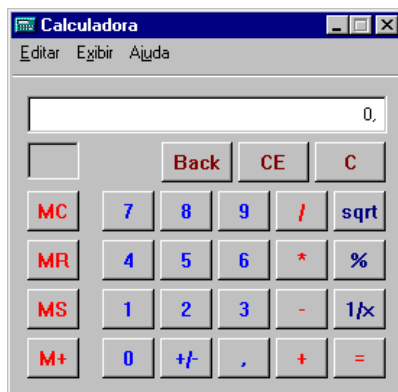 Calculadora
Editar Exibir Ajuda
0,
Back CE C
MC 7 8 9 / sqrt
MR 4 5 6 * %
MS 1 2 3 - 1/x
M+ 0 +/- , + =